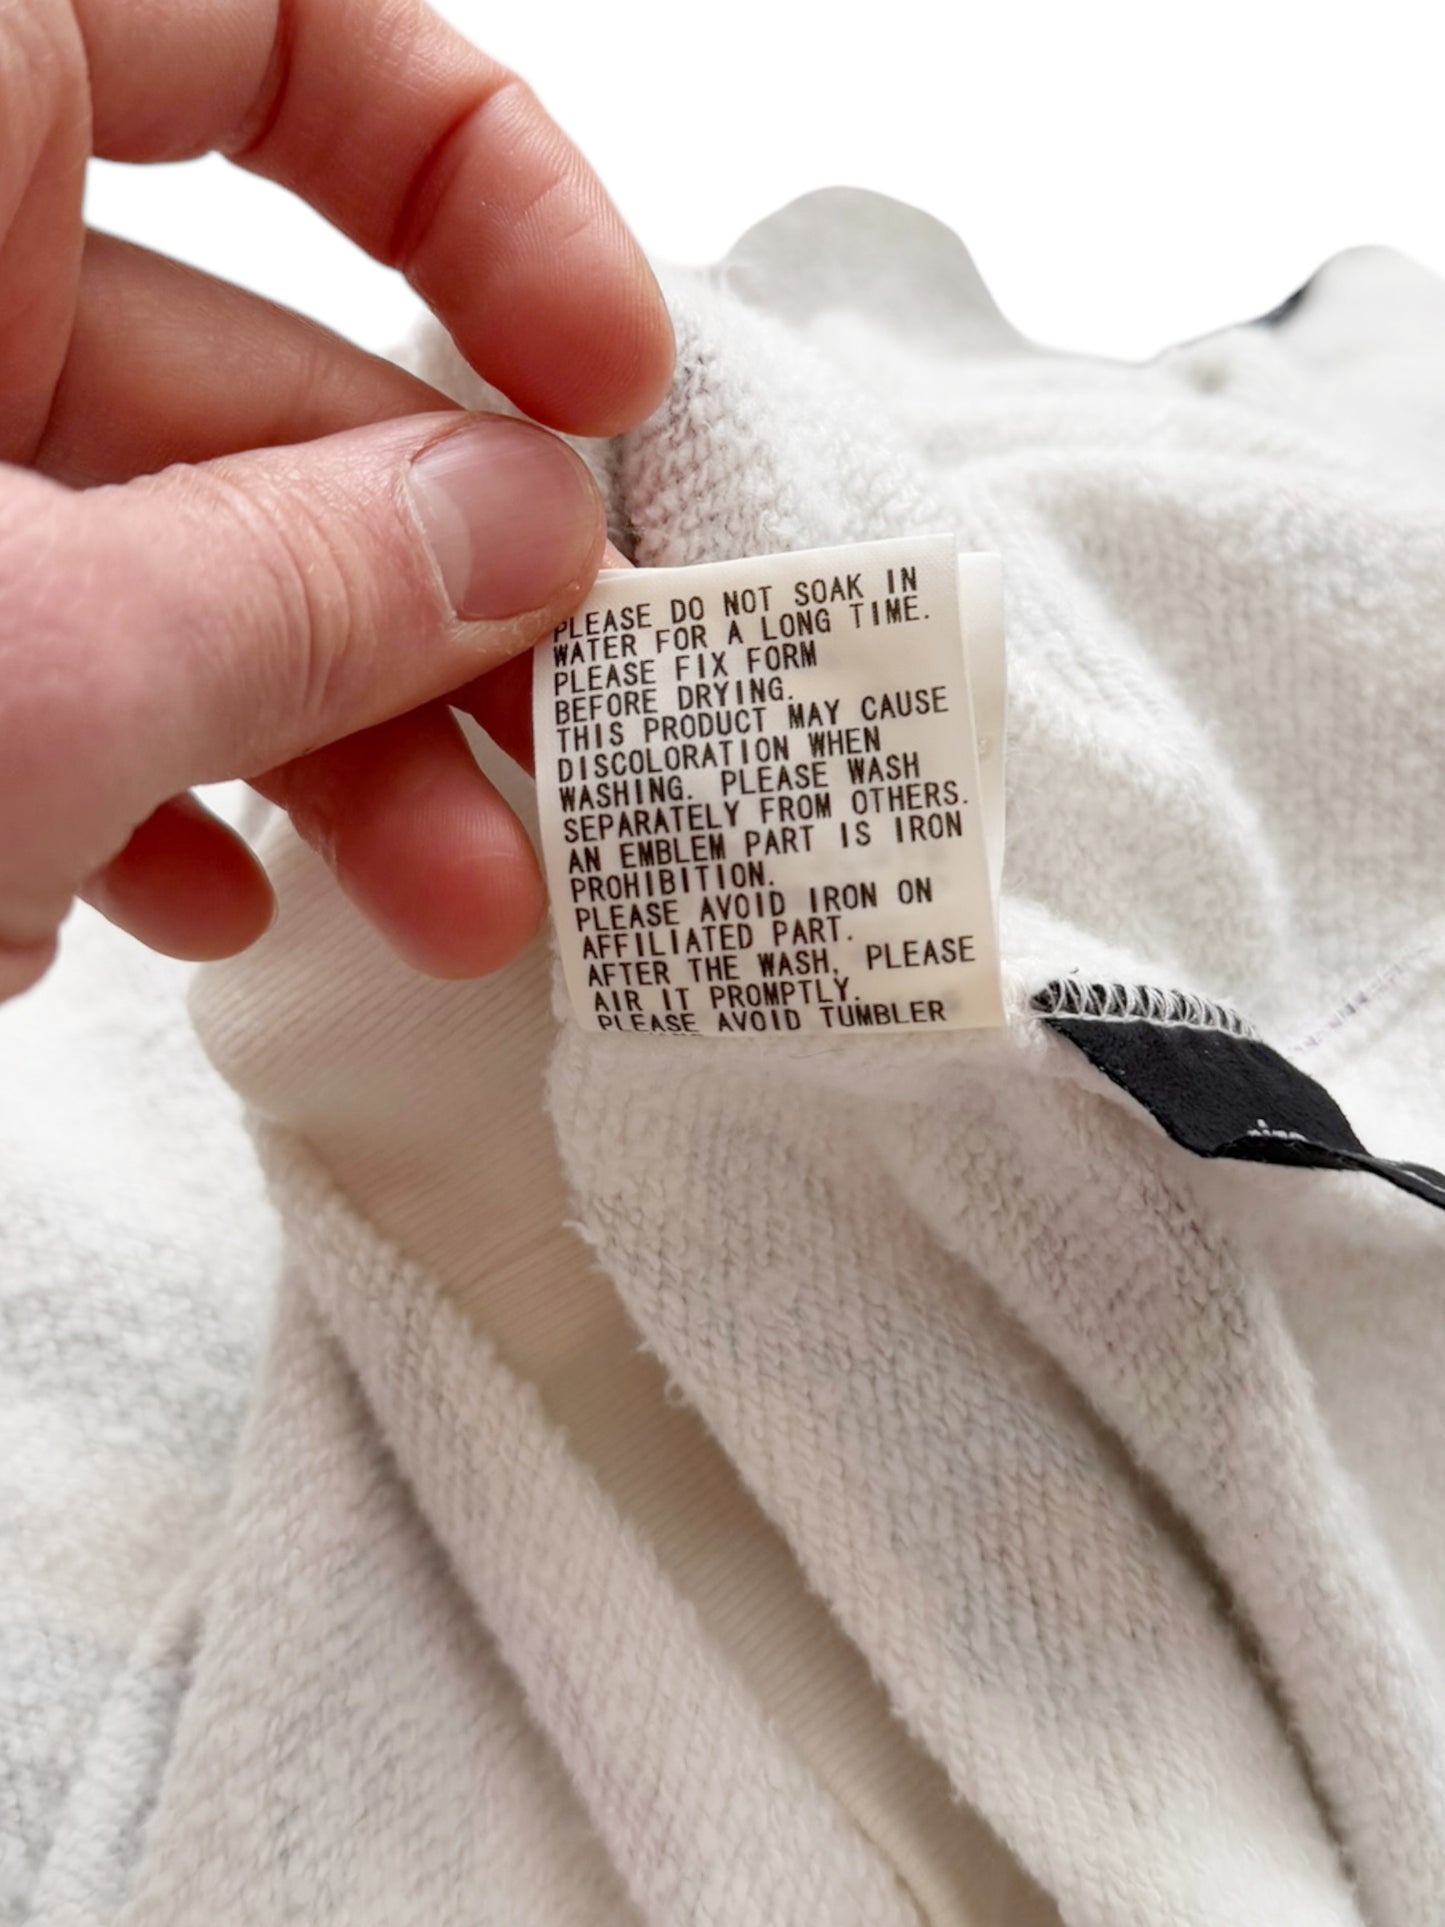 PLEASE DO NOT SOAK IN
WATER FOR A LONG TIME.
PLEASE FIX FORM
BEFORE DRYING.
THIS PRODUCT MAY CAUSE
DISCOLORATION WHEN
WASHING. PLEASE WASH
SEPARATELY FROM OTHERS.
AN EMBLEM PART IS IRON
PROHIBITION.
PLEASE AVOID IRON ON
AFFILIATED PART.
AFTER THE WASH, PLEASE
AIR IT PROMPTLY.
PLEASE AVOID TUMBLER